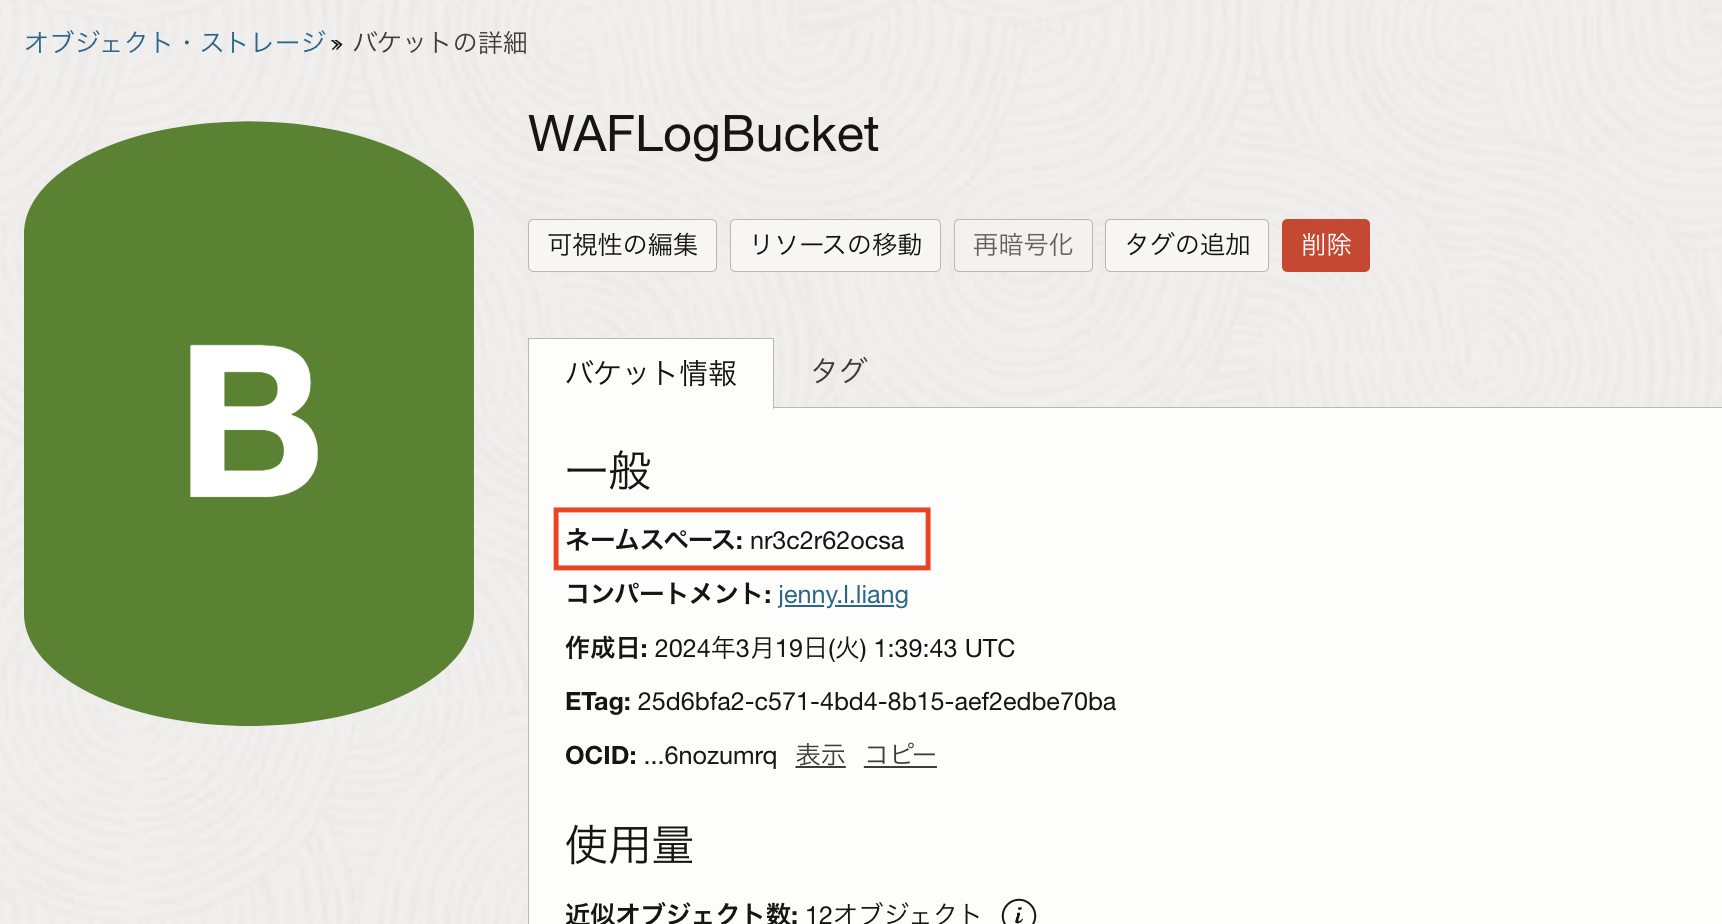 オブジェクト・ストレージ » バケットの詳細
WAFLogBucket
可視性の編集 リソースの移動 再暗号化 タグの追加 削除
B
バケット情報 タグ
一般
ネームスペース: nr3c2r62ocsa
コンパートメント: jenny.l.liang
作成日: 2024年3月19日(火) 1:39:43 UTC
ETag: 25d6bfa2-c571-4bd4-8b15-aef2edbe70ba
OCID: ...6nozumrq 表示 コピー
使用量
近似オブジェクト数: 12オブジェクト i